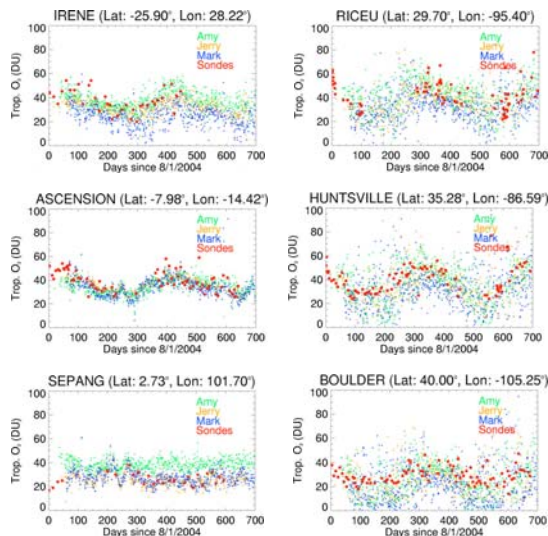 IRENE (Lat: -25.90°, Lon: 28.22°)
Trop. O₃ (DU)
100
80
60
40
20
0
Amy
Jerry
Mark
Sondes
0 100 200 300 400 500 600 700
Days since 8/1/2004
RICEU (Lat: 29.70°, Lon: -95.40°)
Trop. O₃ (DU)
100
80
60
40
20
0
Amy
Jerry
Mark
Sondes
0 100 200 300 400 500 600 700
Days since 8/1/2004
ASCENSION (Lat: -7.98°, Lon: -14.42°)
Trop. O₃ (DU)
100
80
60
40
20
0
Amy
Jerry
Mark
Sondes
0 100 200 300 400 500 600 700
Days since 8/1/2004
HUNTSVILLE (Lat: 35.28°, Lon: -86.59°)
Trop. O₃ (DU)
100
80
60
40
20
0
Amy
Jerry
Mark
Sondes
0 100 200 300 400 500 600 700
Days since 8/1/2004
SEPANG (Lat: 2.73°, Lon: 101.70°)
Trop. O₃ (DU)
100
80
60
40
20
0
Amy
Jerry
Mark
Sondes
0 100 200 300 400 500 600 700
Days since 8/1/2004
BOULDER (Lat: 40.00°, Lon: -105.25°)
Trop. O₃ (DU)
100
80
60
40
20
0
Amy
Jerry
Mark
Sondes
0 100 200 300 400 500 600 700
Days since 8/1/2004